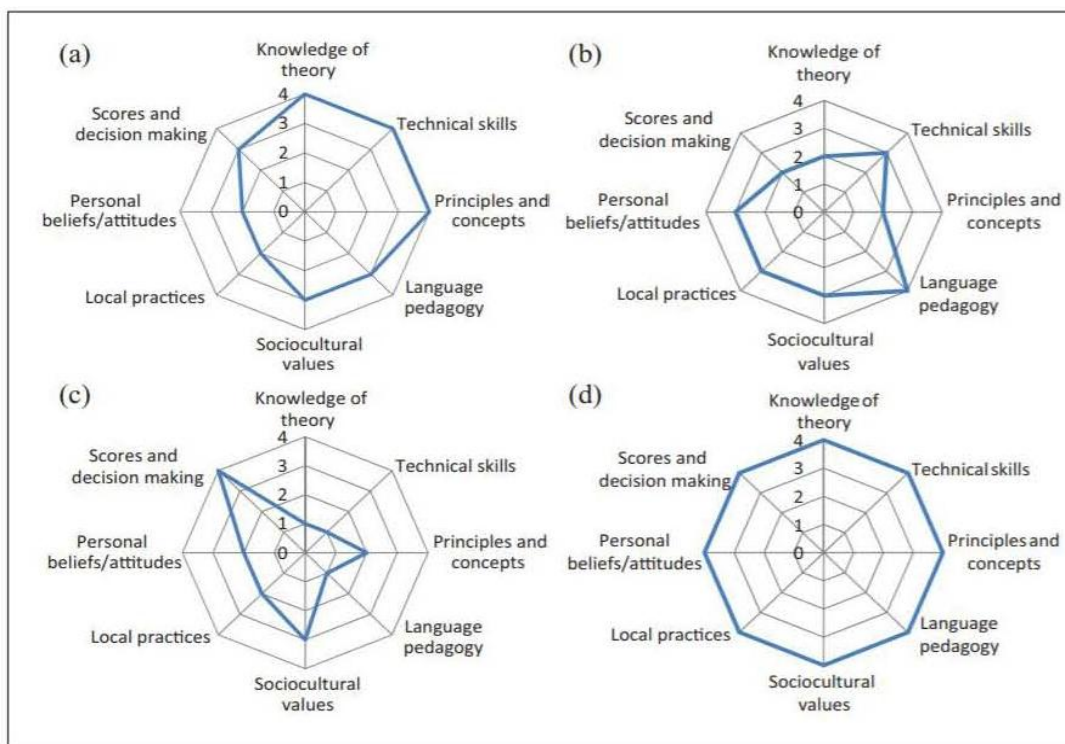 (a)
Knowledge of
theory
4
3
2
1
0
Scores and
decision making
Technical skills
Personal
beliefs/attitudes
Principles and
concepts
Local practices
Language
pedagogy
Sociocultural
values
(b)
Knowledge of
theory
4
3
2
1
0
Scores and
decision making
Technical skills
Personal
beliefs/attitudes
Principles and
concepts
Local practices
Language
pedagogy
Sociocultural
values
(c)
Knowledge of
theory
4
3
2
1
0
Scores and
decision making
Technical skills
Personal
beliefs/attitudes
Principles and
concepts
Local practices
Language
pedagogy
Sociocultural
values
(d)
Knowledge of
theory
4
3
2
1
0
Scores and
decision making
Technical skills
Personal
beliefs/attitudes
Principles and
concepts
Local practices
Language
pedagogy
Sociocultural
values